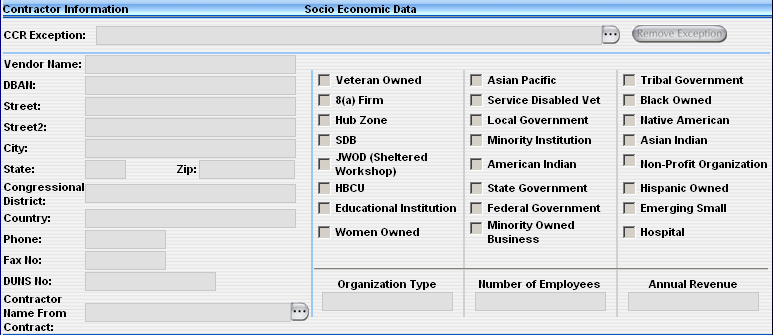 Contractor Information Socio Economic Data
CCR Exception: ... Remove Exception
Vendor Name:
DBAN:
Street:
Street2:
City:
State: Zip:
Congressional
District:
Country:
Phone:
Fax No:
DUNS No:
Contractor
Name From
Contract:
...
Veteran Owned
8(a) Firm
Hub Zone
SDB
JWOD (Sheltered
Workshop)
HBCU
Educational Institution
Women Owned
Asian Pacific
Service Disabled Vet
Local Government
Minority Institution
American Indian
State Government
Federal Government
Minority Owned
Business
Tribal Government
Black Owned
Native American
Asian Indian
Non-Profit Organization
Hispanic Owned
Emerging Small
Hospital
Organization Type
Number of Employees
Annual Revenue